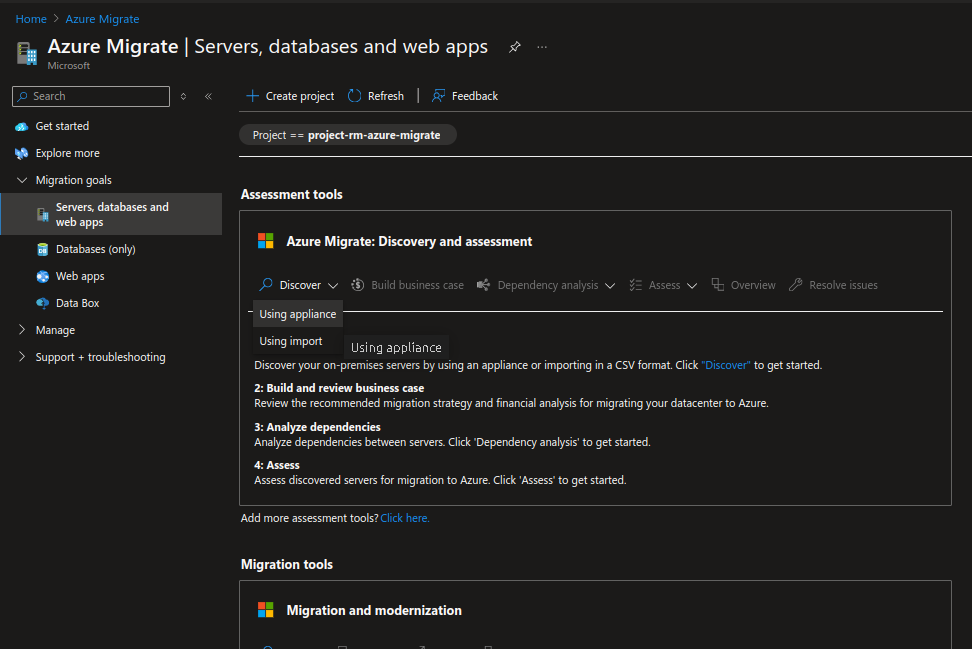 Home > Azure Migrate
Azure Migrate | Servers, databases and web apps
Microsoft
Search
Create project
Refresh
Feedback
Get started
Explore more
Migration goals
Servers, databases and
web apps
Databases (only)
Web apps
Data Box
Manage
Support + troubleshooting
Project == project-rm-azure-migrate
Assessment tools
Azure Migrate: Discovery and assessment
Discover
Build business case
Dependency analysis
Assess
Overview
Resolve issues
Using appliance
Using import
Using appliance
Discover your on-premises servers by using an appliance or importing in a CSV format. Click "Discover" to get started.
2: Build and review business case
Review the recommended migration strategy and financial analysis for migrating your datacenter to Azure.
3: Analyze dependencies
Analyze dependencies between servers. Click 'Dependency analysis' to get started.
4: Assess
Assess discovered servers for migration to Azure. Click 'Assess' to get started.
Add more assessment tools? Click here.
Migration tools
Migration and modernization